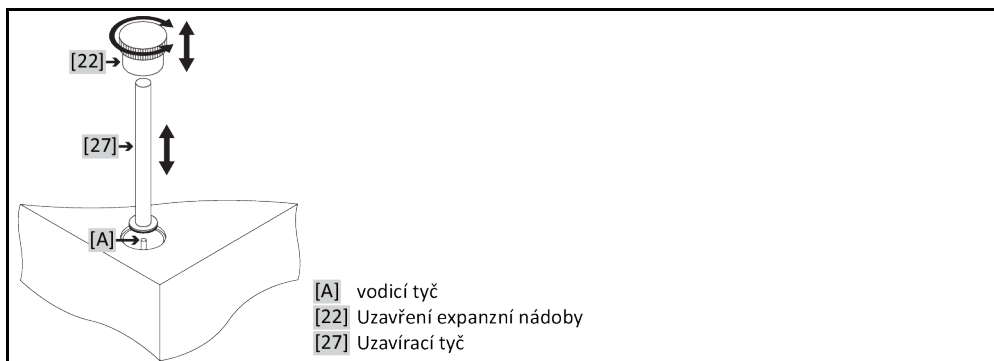 [22]
[27]
[A]
[A] vodicí tyč
[22] Uzavření expanzní nádoby
[27] Uzavírací tyč